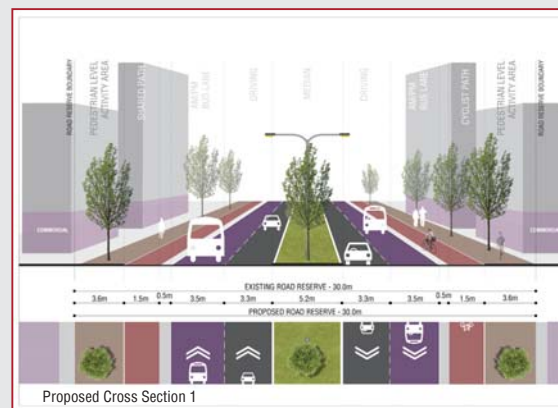 ROAD RESERVE BOUNDARY
PEDESTRIAN LEVEL
ACTIVITY AREA
SHARED PATH
AM/PM
BUS LANE
DRIVING
MEDIAN
DRIVING
AM/PM
BUS LANE
CYCLIST PATH
PEDESTRIAN LEVEL
ACTIVITY AREA
ROAD RESERVE BOUNDARY
COMMERCIAL
COMMERCIAL
EXISTING ROAD RESERVE - 30.0m
3.6m 1.5m 0.5m 3.5m 3.3m 5.2m 3.3m 3.5m 0.5m 1.5m 3.6m
PROPOSED ROAD RESERVE - 30.0m
Proposed Cross Section 1